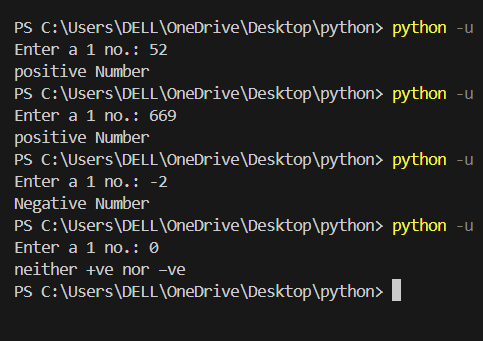 PS C:\Users\DELL\OneDrive\Desktop\python> python -u
Enter a 1 no.: 52
positive Number
PS C:\Users\DELL\OneDrive\Desktop\python> python -u
Enter a 1 no.: 669
positive Number
PS C:\Users\DELL\OneDrive\Desktop\python> python -u
Enter a 1 no.: -2
Negative Number
PS C:\Users\DELL\OneDrive\Desktop\python> python -u
Enter a 1 no.: 0
neither +ve nor –ve
PS C:\Users\DELL\OneDrive\Desktop\python>